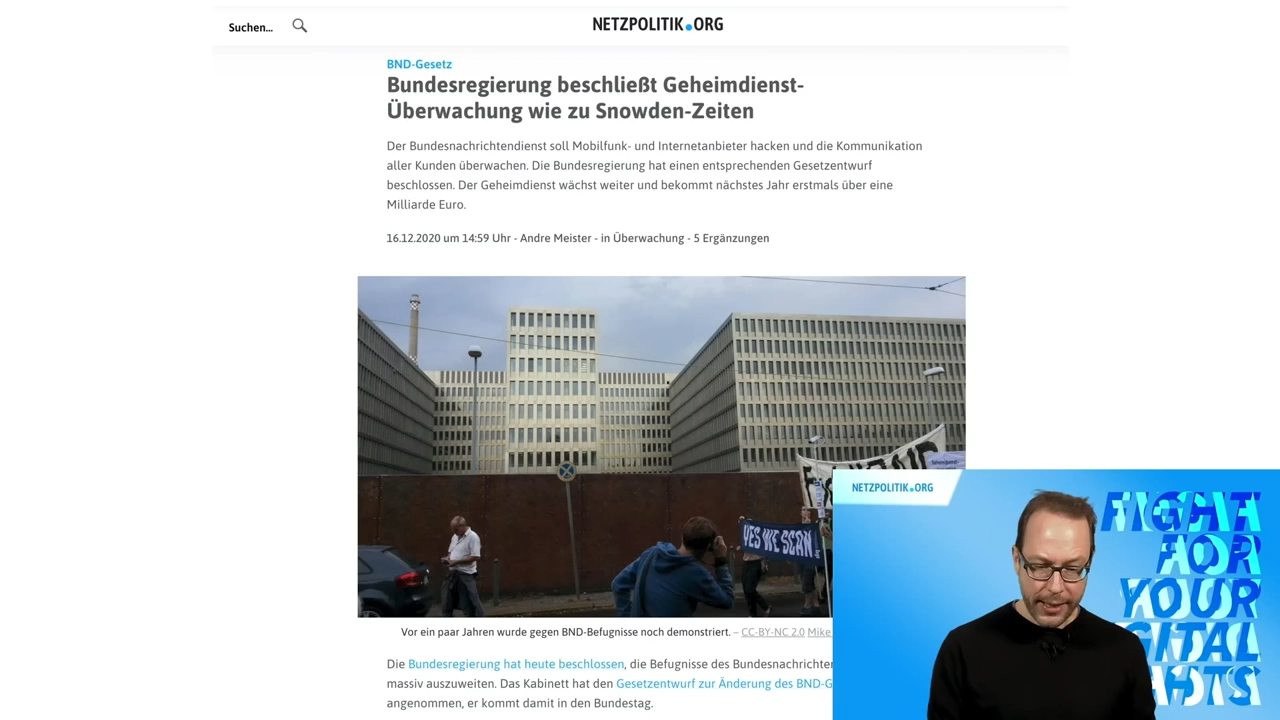 Suchen...
NETZPOLITIK.ORG
BND-Gesetz
Bundesregierung beschließt Geheimdienst-
Überwachung wie zu Snowden-Zeiten
Der Bundesnachrichtendienst soll Mobilfunk- und Internetanbieter hacken und die Kommunikation
aller Kunden überwachen. Die Bundesregierung hat einen entsprechenden Gesetzentwurf
beschlossen. Der Geheimdienst wächst weiter und bekommt nächstes Jahr erstmals über eine
Milliarde Euro.
16.12.2020 um 14:59 Uhr - Andre Meister - in Überwachung - 5 Ergänzungen
YES WE SCAN
Vor ein paar Jahren wurde gegen BND-Befugnisse noch demonstriert. – CC-BY-NC 2.0 Mike
Die Bundesregierung hat heute beschlossen, die Befugnisse des Bundesnachrichten
massiv auszuweiten. Das Kabinett hat den Gesetzentwurf zur Änderung des BND-G
angenommen, er kommt damit in den Bundestag.
NETZPOLITIK.ORG
FIGHT
FOR
YOUR
GITAL